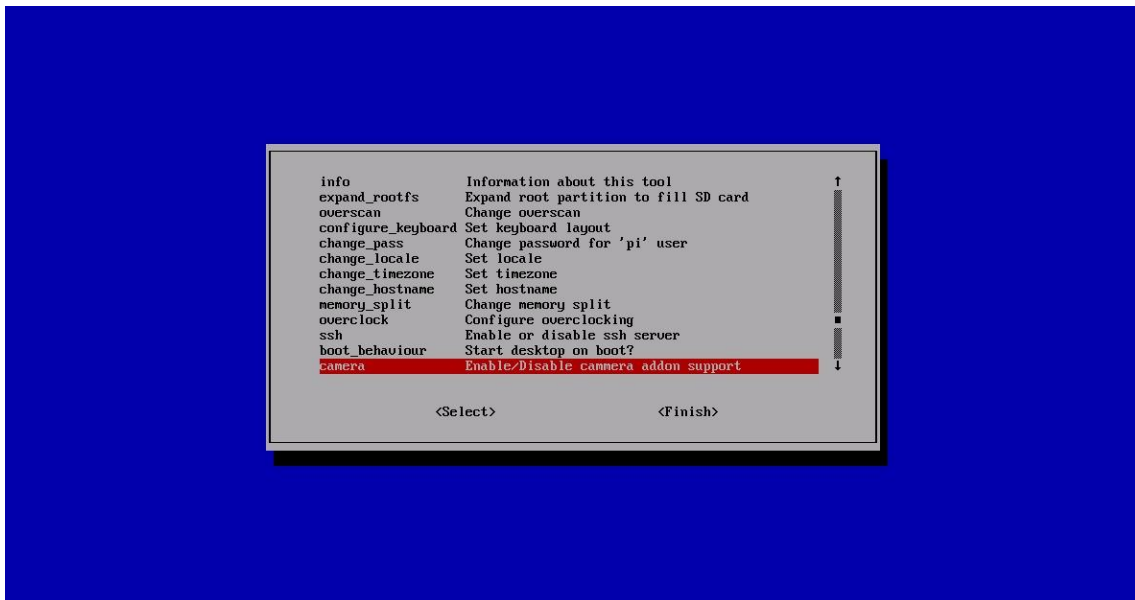 info Information about this tool
expand_rootfs Expand root partition to fill SD card
overscan Change overscan
configure_keyboard Set keyboard layout
change_pass Change password for 'pi' user
change_locale Set locale
change_timezone Set timezone
change_hostname Set hostname
memory_split Change memory split
overclock Configure overclocking
ssh Enable or disable ssh server
boot_behaviour Start desktop on boot?
camera Enable/Disable cammera addon support
<Select> <Finish>